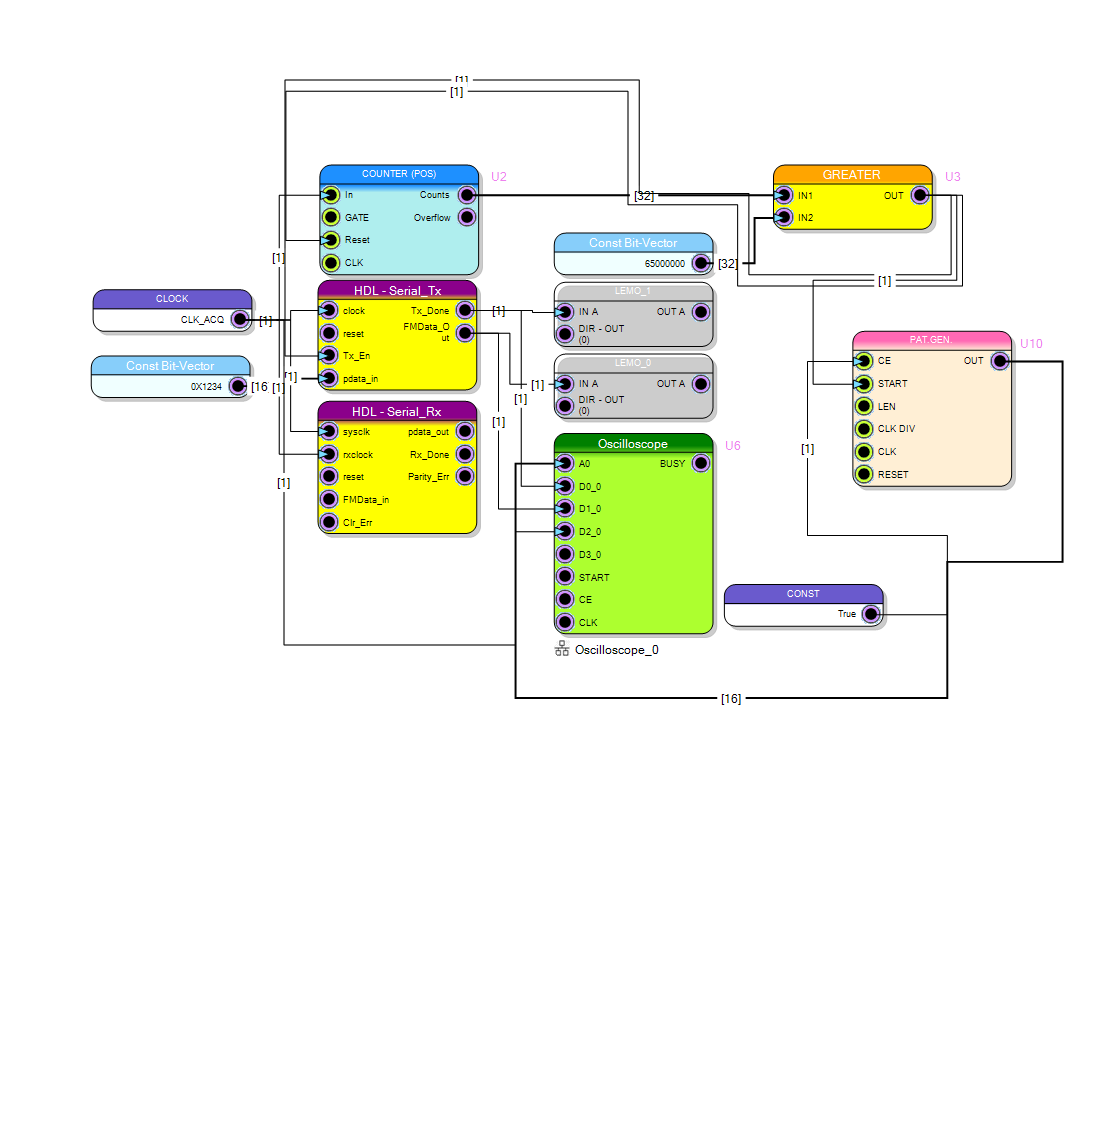 [1]
[1]
COUNTER (POS)
U2
In
Counts
GATE
Overflow
Reset
CLK
[32]
GREATER
U3
IN1
OUT
IN2
Const Bit-Vector
65000000
[32]
[1]
[1]
HDL - Serial_Tx
clock
Tx_Done
reset
FMData_O
ut
Tx_En
pdata_in
[1]
LEMO_1
IN A
OUT A
DIR - OUT
(0)
CLOCK
CLK_ACQ
[1]
Const Bit-Vector
0X1234
[16
[1]
[1]
LEMO_0
IN A
OUT A
DIR - OUT
(0)
[1]
[1]
[1]
PAT.GEN.
U10
CE
OUT
START
LEN
CLK DIV
CLK
RESET
[1]
HDL - Serial_Rx
sysclk
pdata_out
rxclock
Rx_Done
reset
Parity_Err
FMData_in
Clr_Err
[1]
Oscilloscope
U6
A0
BUSY
D0_0
D1_0
D2_0
D3_0
START
CE
CLK
Oscilloscope_0
CONST
True
[16]